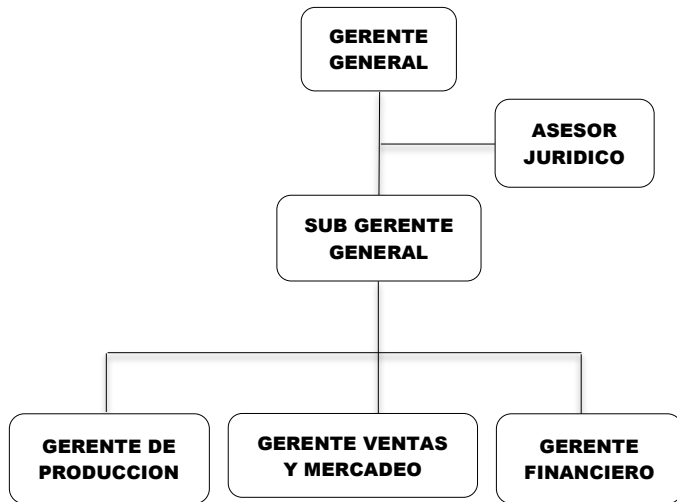 GERENTE
GENERAL
ASESOR
JURIDICO
SUB GERENTE
GENERAL
GERENTE DE
PRODUCCION
GERENTE VENTAS
Y MERCADEO
GERENTE
FINANCIERO